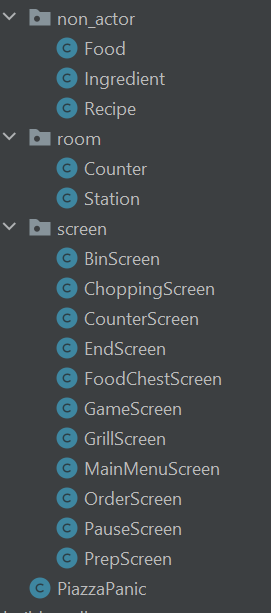 non_actor
Food
Ingredient
Recipe
room
Counter
Station
screen
BinScreen
ChoppingScreen
CounterScreen
EndScreen
FoodChestScreen
GameScreen
GrillScreen
MainMenuScreen
OrderScreen
PauseScreen
PrepScreen
PiazzaPanic